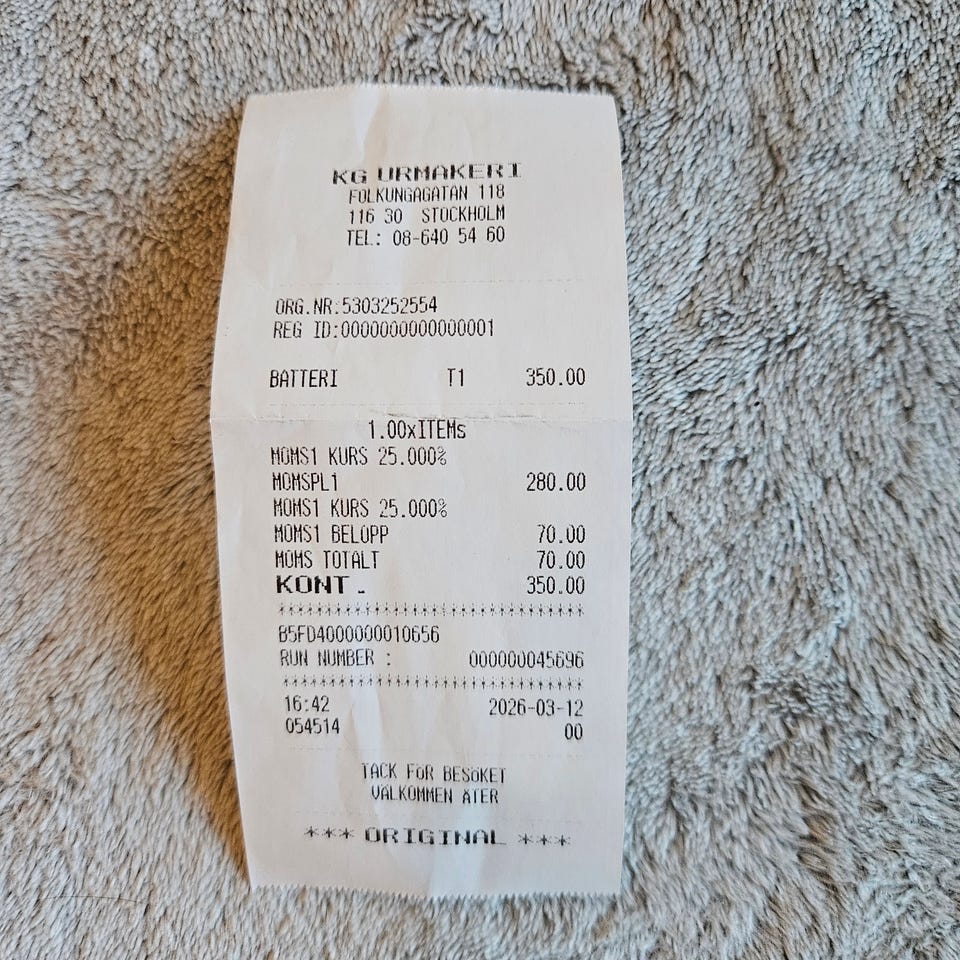 KG URMAKERI
FOLKUNGAGATAN 118
116 30 STOCKHOLM
TEL: 08-640 54 60
ORG.NR:5303252554
REG ID:0000000000000001
BATTERI T1 350.00
1.00xITEMs
MOMS1 KURS 25.000%
MOMSPL1 280.00
MOMS1 KURS 25.000%
MOMS1 BELOPP 70.00
MOMS TOTALT 70.00
KONT. 350.00
****************************
B5FD4000000010656
RUN NUMBER : 000000045696
****************************
16:42 2026-03-12
054514 00
TACK FÖR BESÖKET
VÄLKOMMEN ÅTER
*** ORIGINAL ***